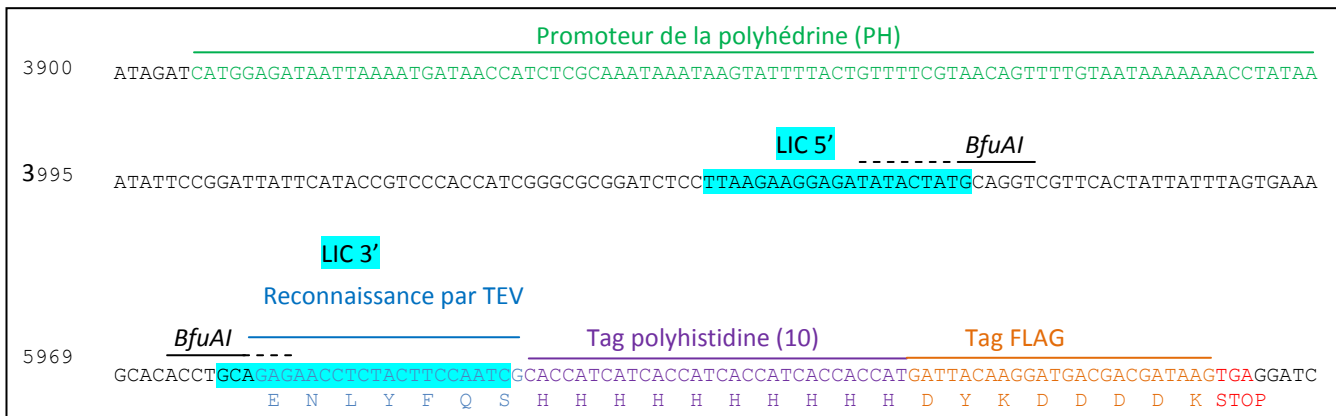 Promoteur de la polyhédrine (PH)
3900 ATAGATCATGGAGATAATTAAAATGATAACCATCTCGCAAATAAATAAGTATTTTACTGTTTTCGTAACAGTTTTGTAATAAAAAAACCTATAA
LIC 5’ BfuAI
3995 ATATTCCGGATTATTCATACCGTCCCACCATCGGGCGCGGATCTCCTTAAGAAGGAGATATACTATGCAGGTCGTTCACTATTATTTAGTGAAA
LIC 3’
Reconnaissance par TEV
BfuAI Tag polyhistidine (10) Tag FLAG
5969 GCACACCTGCAGAGAACCTCTACTTCCAATCGCACCATCATCACCATCACCATCACCACCATGATTACAAGGATGACGACGATAAGTGAGGATC
E N L Y F Q S H H H H H H H H H H D Y K D D D D K STOP